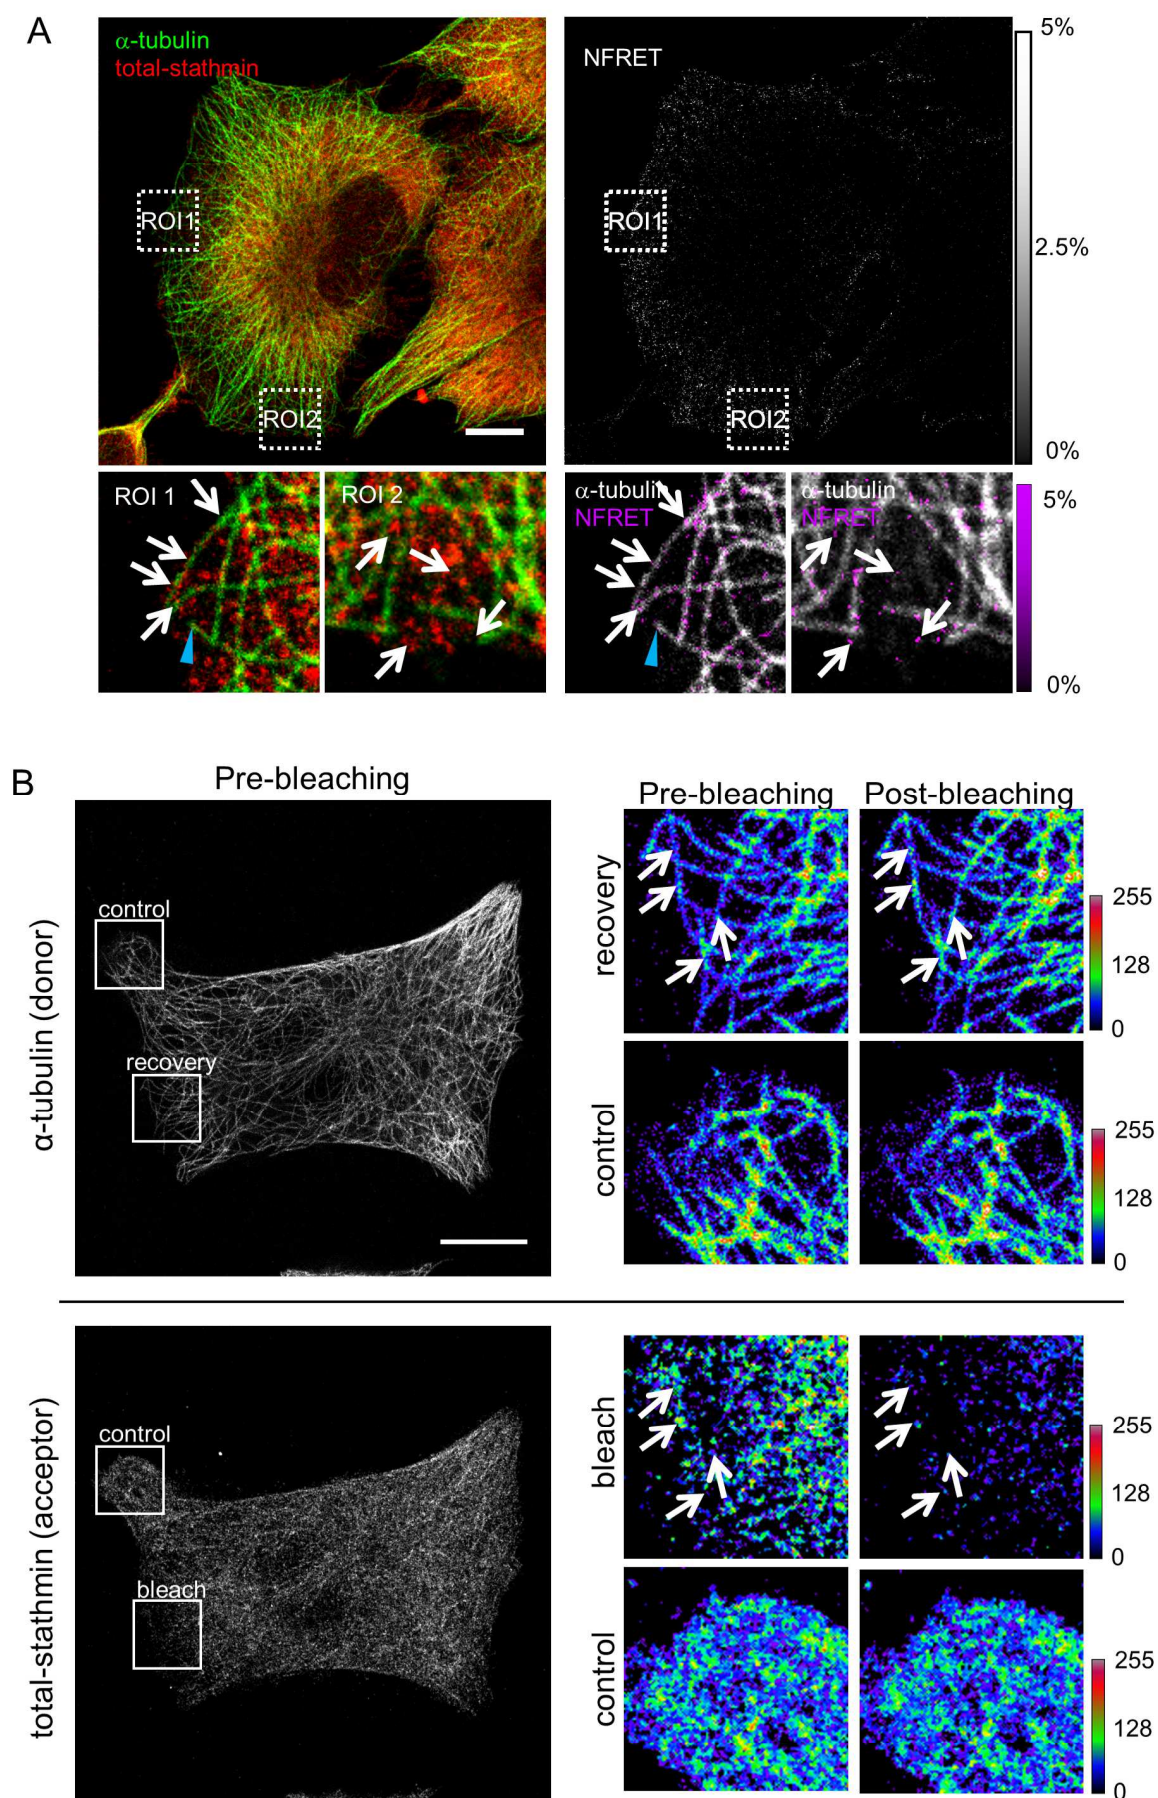 A
α-tubulin
total-stathmin
ROI1
ROI2
NFRET
ROI1
ROI2
5%
2.5%
0%
ROI 1
ROI 2
α-tubulin
NFRET
α-tubulin
NFRET
5%
0%
B
Pre-bleaching
α-tubulin (donor)
control
recovery
Pre-bleaching
Post-bleaching
recovery
255
128
0
control
255
128
0
total-stathmin (acceptor)
control
bleach
bleach
255
128
0
control
255
128
0